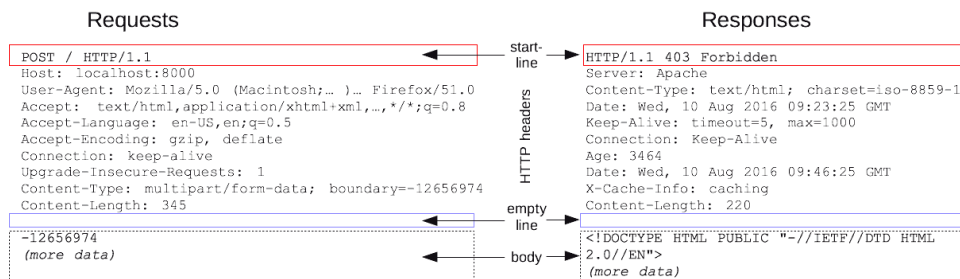 Requests
POST / HTTP/1.1
Host: localhost:8000
User-Agent: Mozilla/5.0 (Macintosh;… )… Firefox/51.0
Accept: text/html,application/xhtml+xml,…,*/*;q=0.8
Accept-Language: en-US,en;q=0.5
Accept-Encoding: gzip, deflate
Connection: keep-alive
Upgrade-Insecure-Requests: 1
Content-Type: multipart/form-data; boundary=-12656974
Content-Length: 345
-12656974
(more data)
start-
line
HTTP headers
empty
line
body
Responses
HTTP/1.1 403 Forbidden
Server: Apache
Content-Type: text/html; charset=iso-8859-1
Date: Wed, 10 Aug 2016 09:23:25 GMT
Keep-Alive: timeout=5, max=1000
Connection: Keep-Alive
Age: 3464
Date: Wed, 10 Aug 2016 09:46:25 GMT
X-Cache-Info: caching
Content-Length: 220
<!DOCTYPE HTML PUBLIC "-//IETF//DTD HTML
2.0//EN">
(more data)